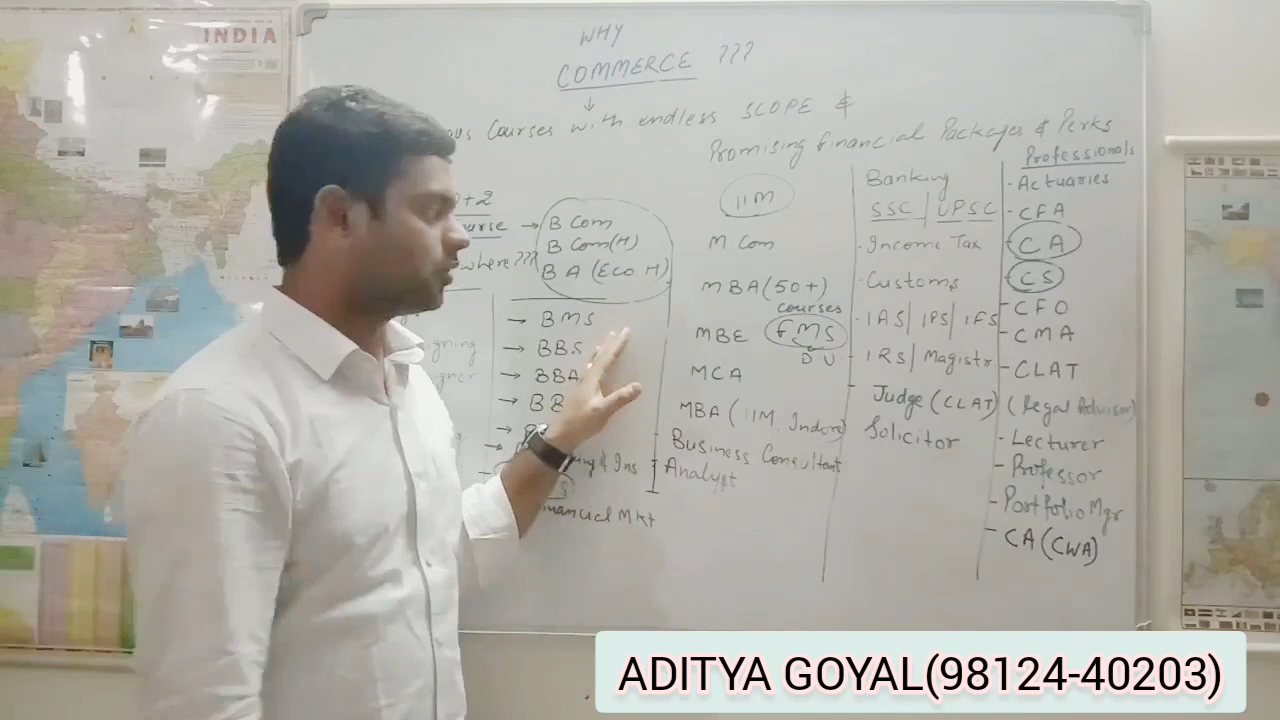 INDIA
WHY
COMMERCE ???
Courses with endless SCOPE &
Promising financial Packages & Perks
+2
→ B Com
B Com(H)
where???
B A (ECO H)
→ BMS
→ BBS
→ BBA
& Ins
financial Mkt
IIM
M Com
MBA(50+)
courses
MBE
FMS
DU
MCA
MBA (IIM. Indore)
Business Consultant
Analyst
Banking
SSC | UPSC
· Income Tax
· Customs
· IAS| IPS| IFS
· IRS| Magistr
Judge (CLAT)
Solicitor
Professionals
· Actuaries
- CFA
- CA
- CS
- CFO
- CMA
- CLAT
(Legal Advisor)
- Lecturer
- Professor
- Portfolio Mgr
- CA (CWA)
ADITYA GOYAL(98124-40203)